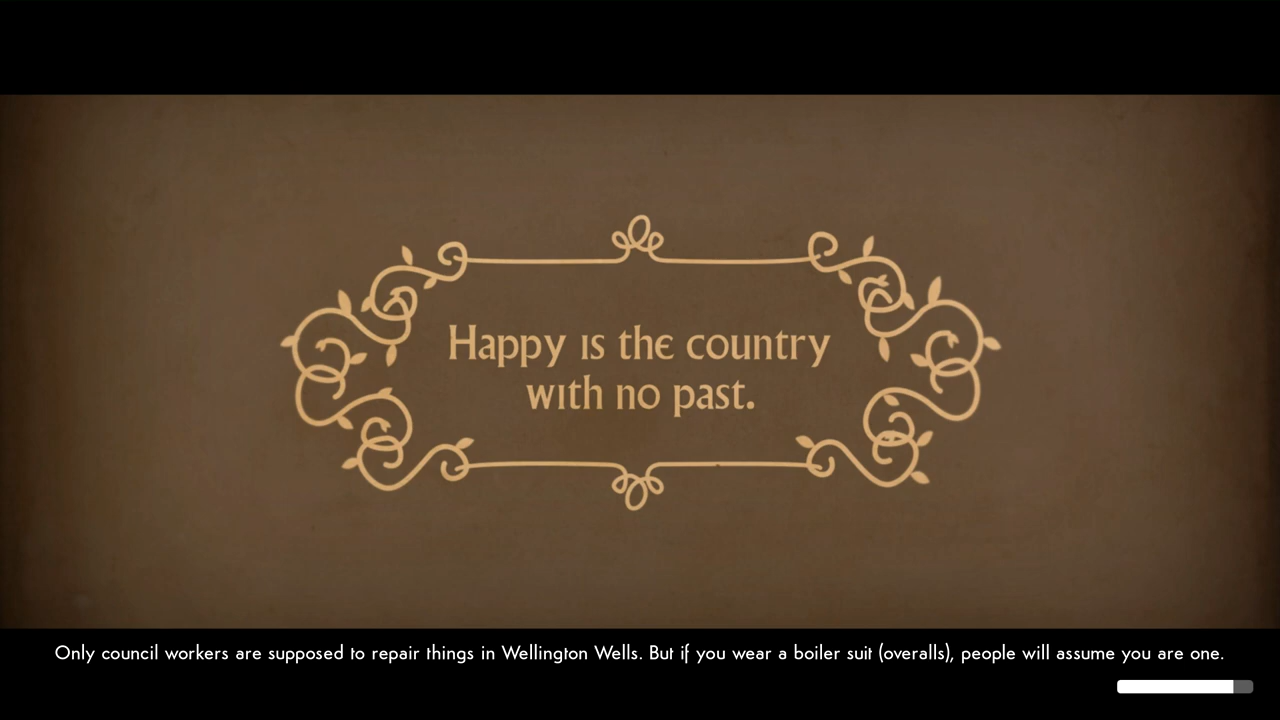 Happy is the country
with no past.
Only council workers are supposed to repair things in Wellington Wells. But if you wear a boiler suit (overalls), people will assume you are one.